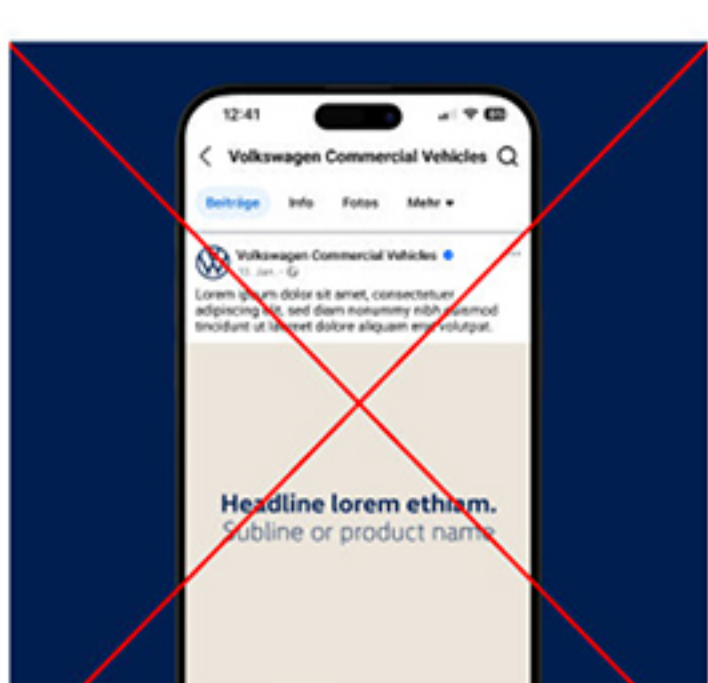 12:41
Volkswagen Commercial Vehicles
Beiträge Info Fotos Mehr
Volkswagen Commercial Vehicles
13. Jan.
Lorem ipsum dolor sit amet, consectetuer
adipiscing elit, sed diam nonummy nibh euismod
tincidunt ut laoreet dolore aliquam erat volutpat.
Headline lorem ethiam.
Subline or product name